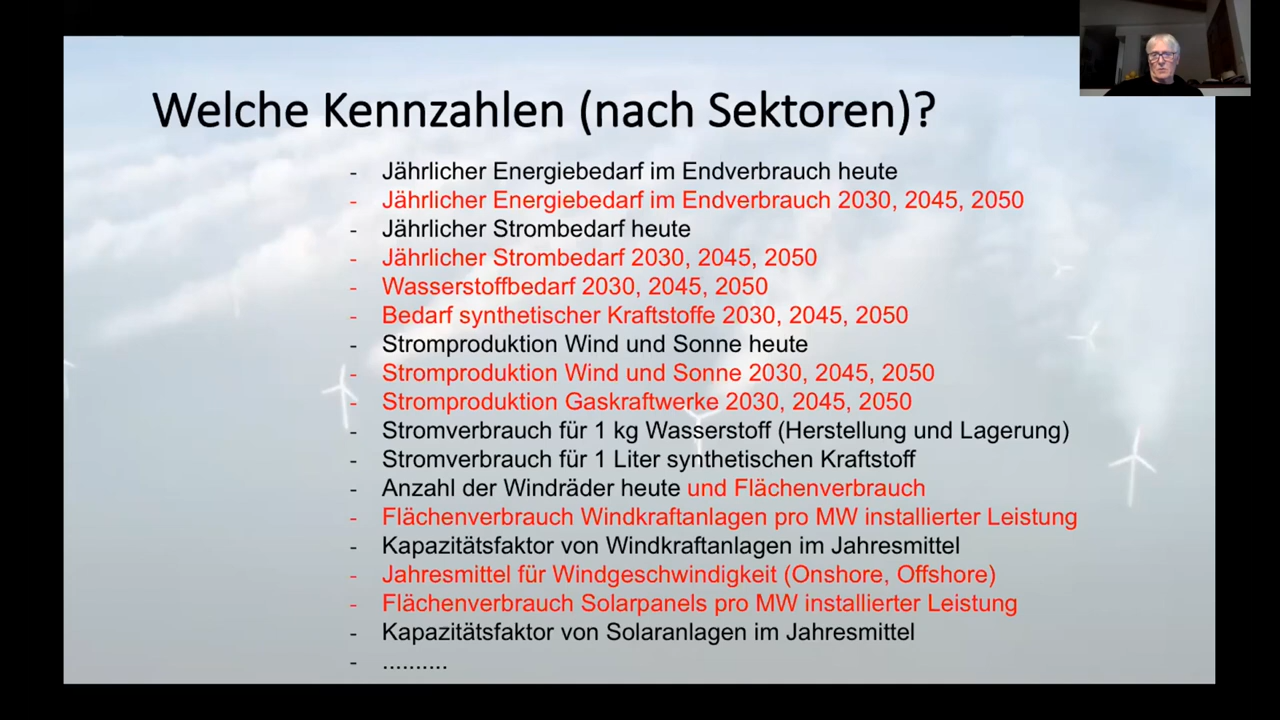 Welche Kennzahlen (nach Sektoren)?
- Jährlicher Energiebedarf im Endverbrauch heute
- Jährlicher Energiebedarf im Endverbrauch 2030, 2045, 2050
- Jährlicher Strombedarf heute
- Jährlicher Strombedarf 2030, 2045, 2050
- Wasserstoffbedarf 2030, 2045, 2050
- Bedarf synthetischer Kraftstoffe 2030, 2045, 2050
- Stromproduktion Wind und Sonne heute
- Stromproduktion Wind und Sonne 2030, 2045, 2050
- Stromproduktion Gaskraftwerke 2030, 2045, 2050
- Stromverbrauch für 1 kg Wasserstoff (Herstellung und Lagerung)
- Stromverbrauch für 1 Liter synthetischen Kraftstoff
- Anzahl der Windräder heute und Flächenverbrauch
- Flächenverbrauch Windkraftanlagen pro MW installierter Leistung
- Kapazitätsfaktor von Windkraftanlagen im Jahresmittel
- Jahresmittel für Windgeschwindigkeit (Onshore, Offshore)
- Flächenverbrauch Solarpanels pro MW installierter Leistung
- Kapazitätsfaktor von Solaranlagen im Jahresmittel
- ..........